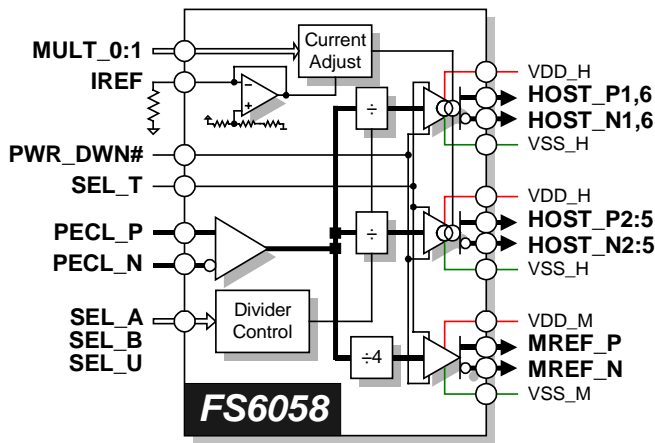 MULT_0:1
IREF
PWR_DWN#
SEL_T
PECL_P
PECL_N
SEL_A
SEL_B
SEL_U
Current
Adjust
−
+
÷
÷
÷4
Divider
Control
FS6058
VDD_H
HOST_P1,6
HOST_N1,6
VSS_H
VDD_H
HOST_P2:5
HOST_N2:5
VSS_H
VDD_M
MREF_P
MREF_N
VSS_M